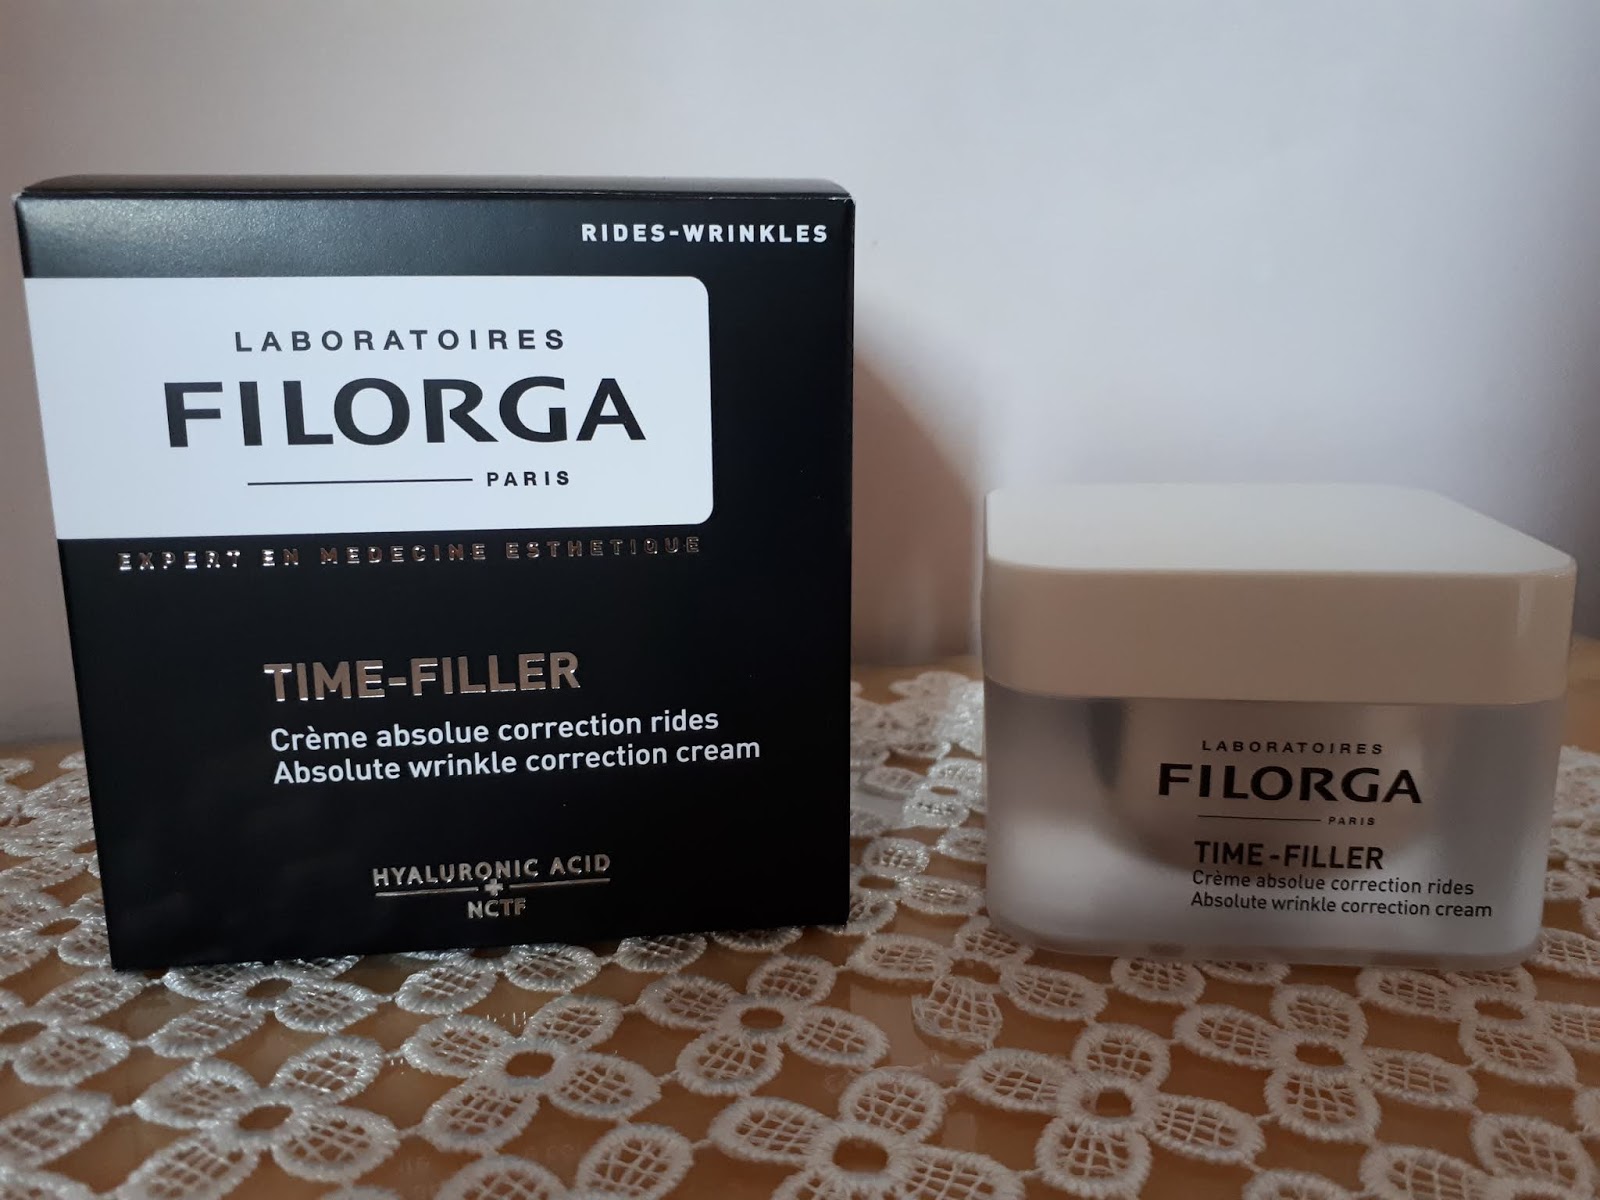 RIDES-WRINKLES
LABORATOIRES
FILORGA
PARIS
EXPERT EN MEDECINE ESTHETIQUE
TIME-FILLER
Crème absolue correction rides
Absolute wrinkle correction cream
HYALURONIC ACID
+
NCTF
LABORATOIRES
FILORGA
PARIS
TIME-FILLER
Crème absolue correction rides
Absolute wrinkle correction cream